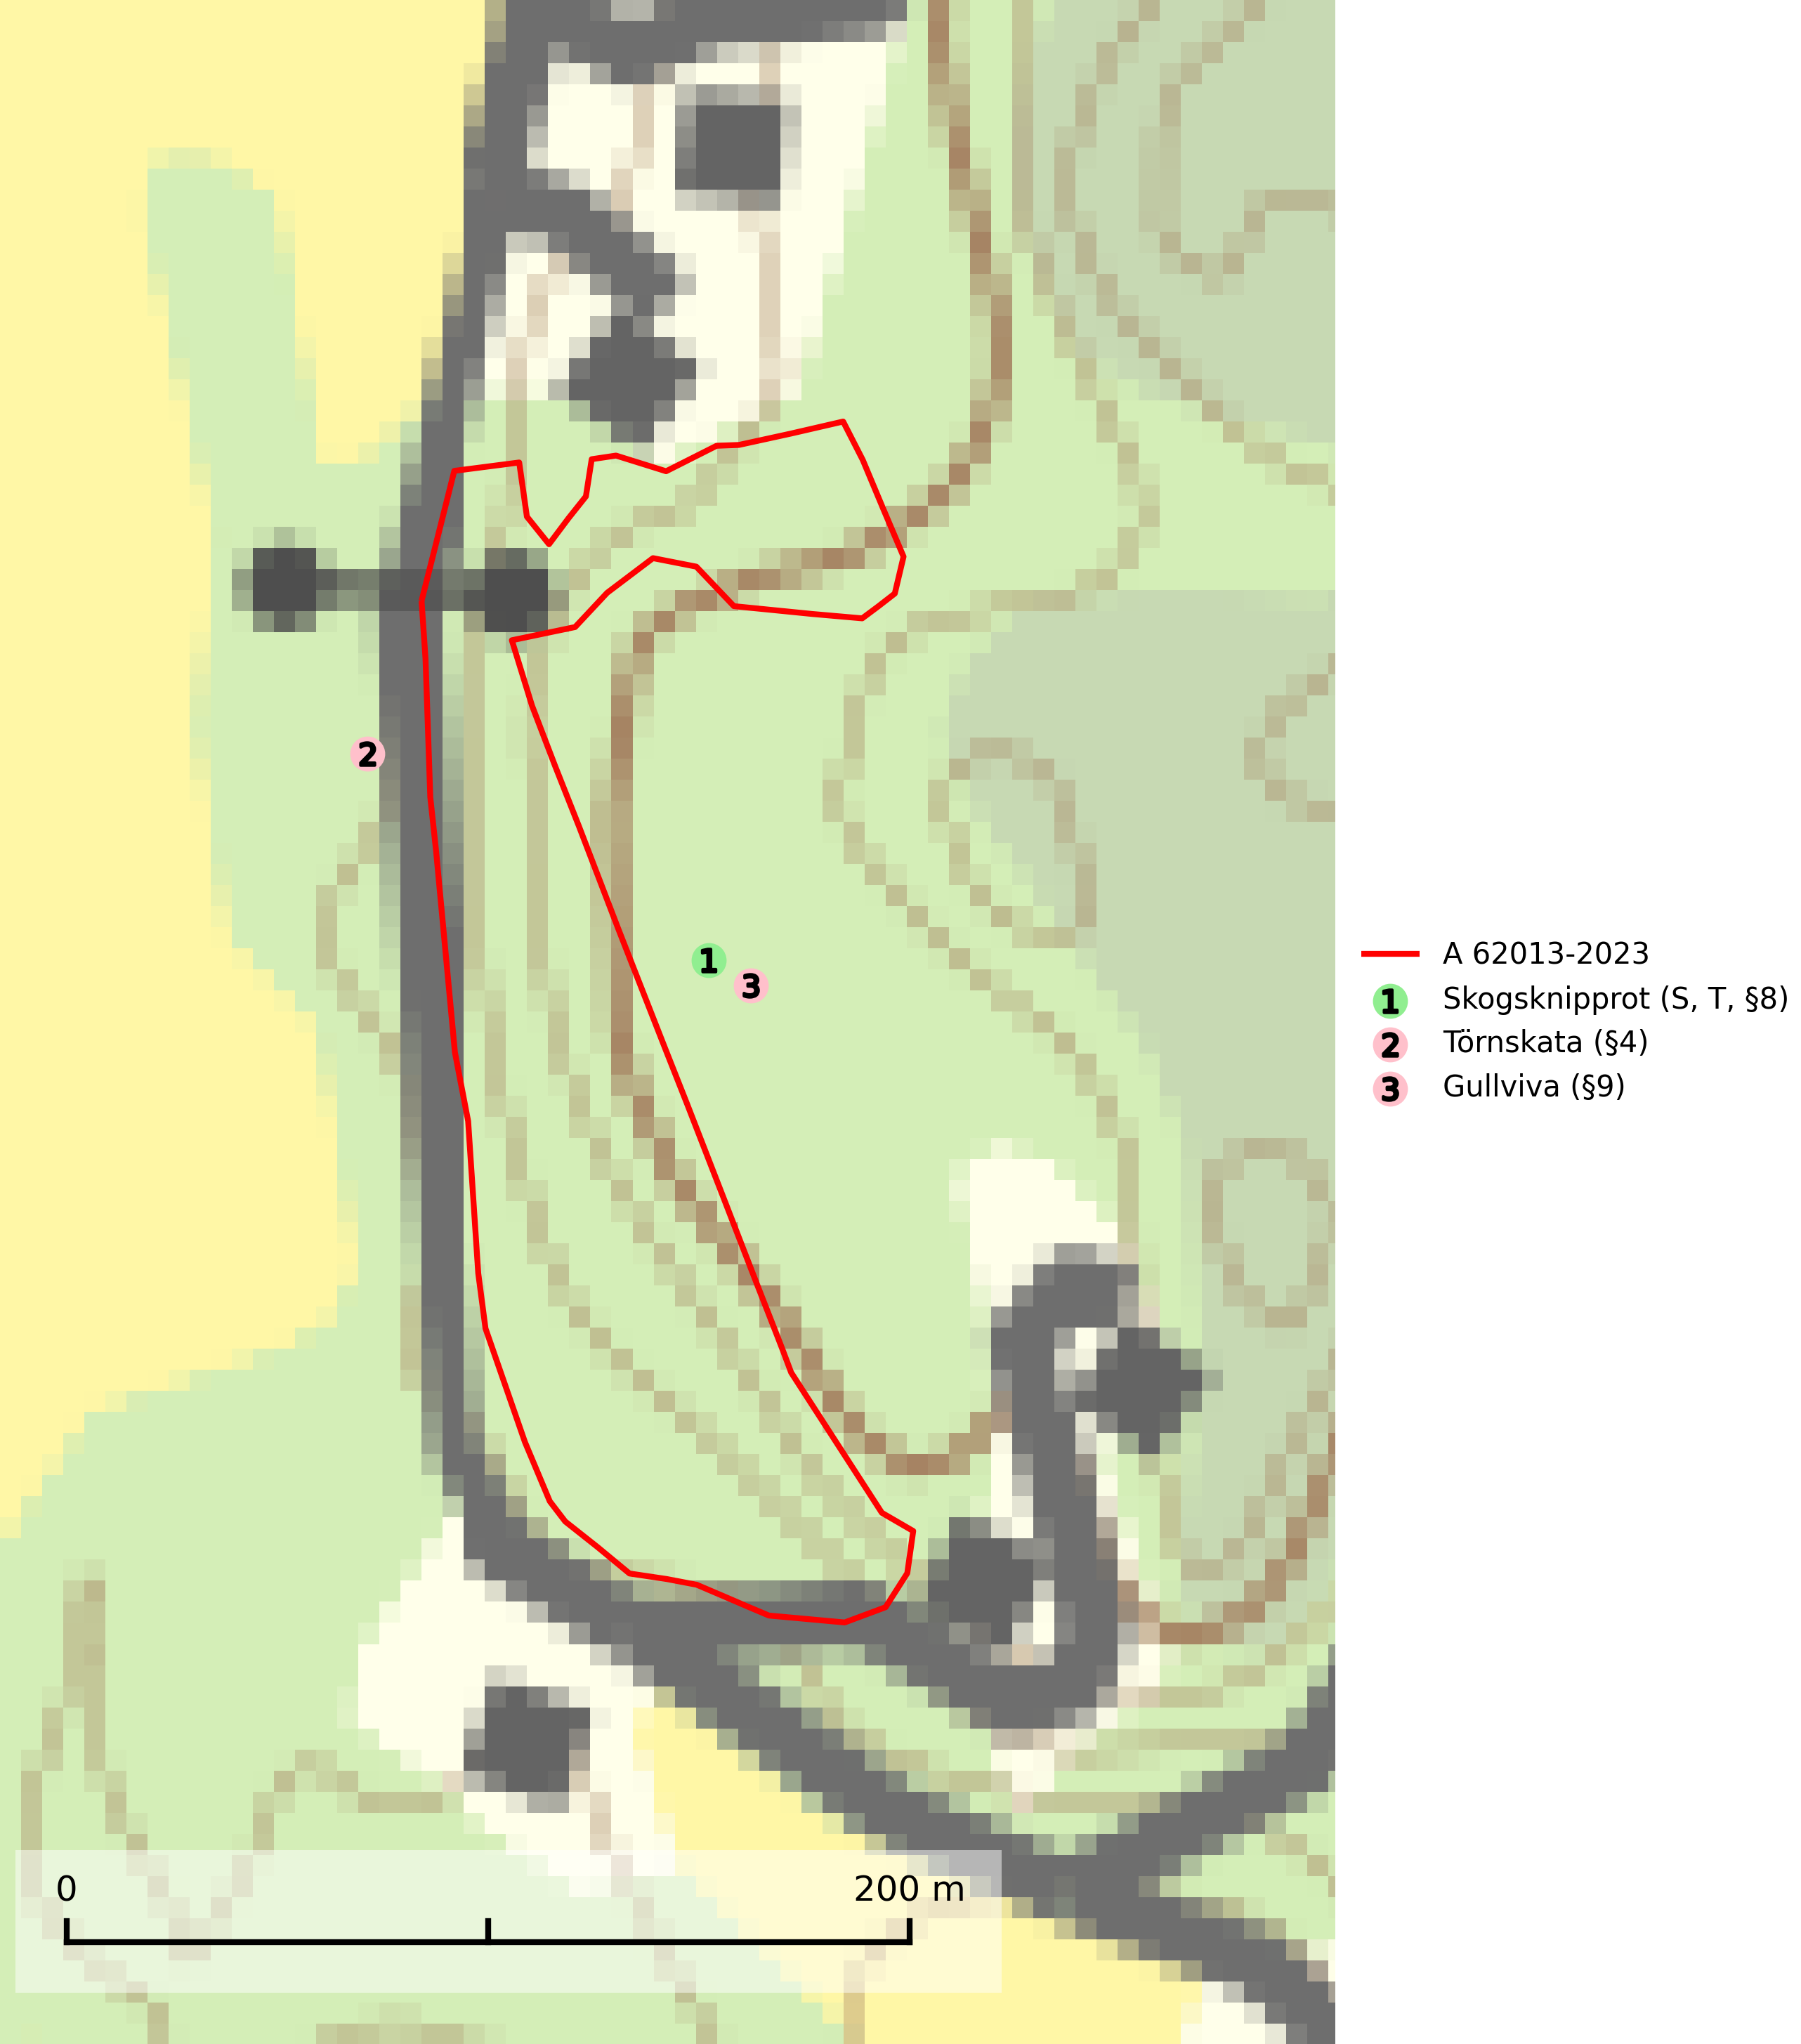 2
1
3
A 62013-2023
1 Skogsknipprot (S, T, §8)
2 Törnskata (§4)
3 Gullviva (§9)
0 200 m